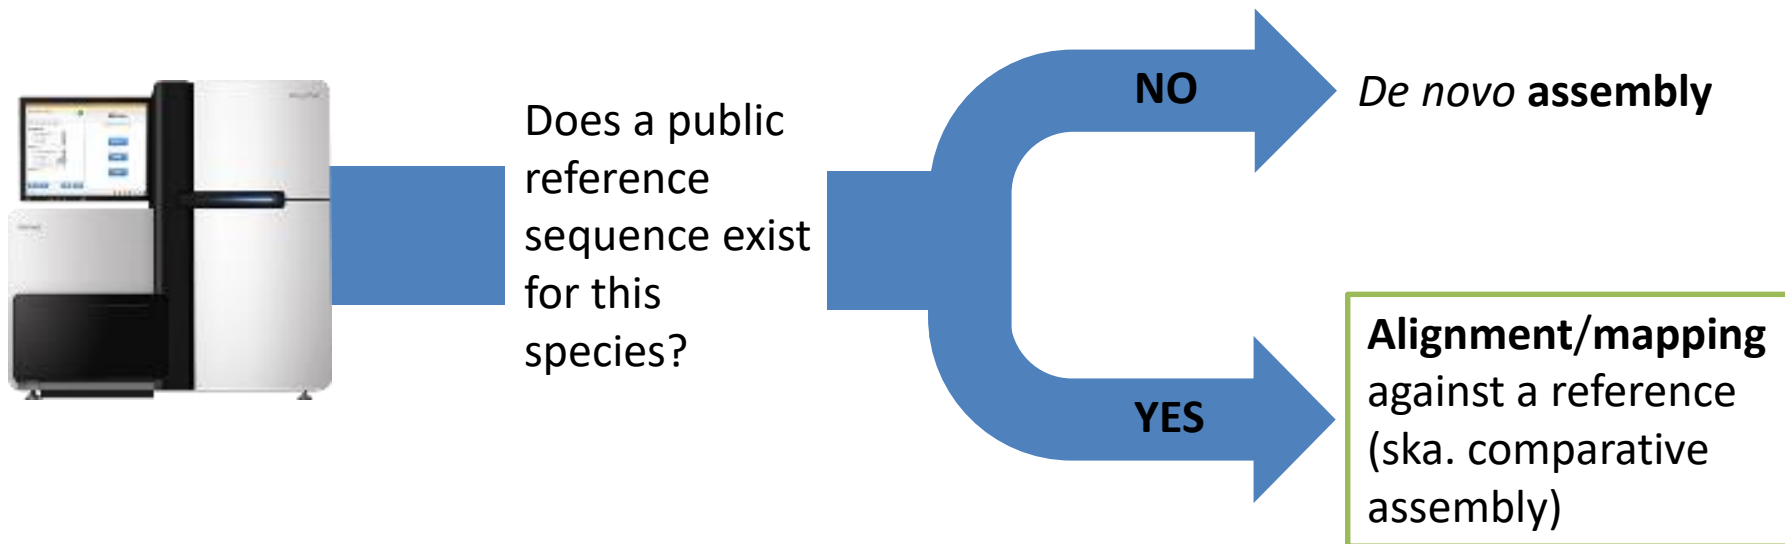 Does a public
reference
sequence exist
for this
species?
NO
De novo assembly
YES
Alignment/mapping
against a reference
(ska. comparative
assembly)